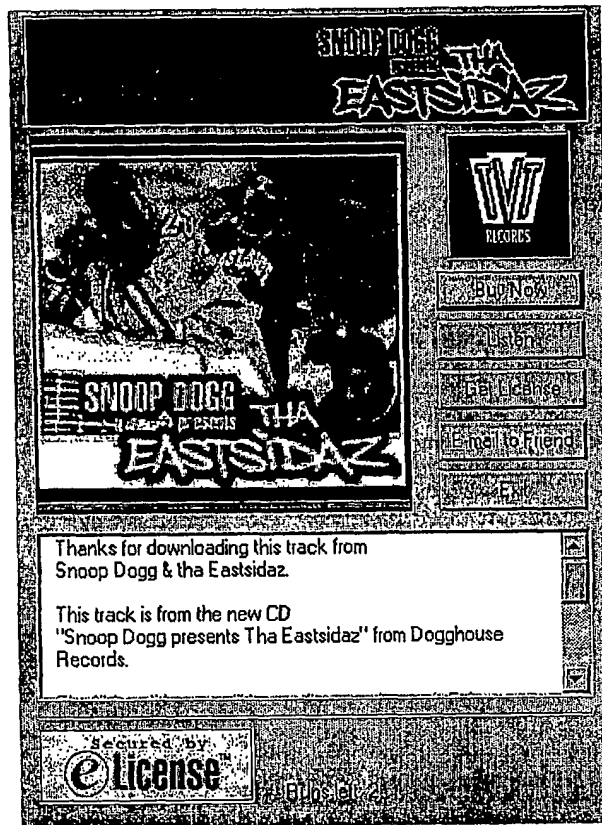 SNOOP DOGG
THA
EASTSIDAZ
TVT
RECORDS
Buy Now
Listen
Get License
E-mail to Friend
Exit
SNOOP DOGG
presents THA
EASTSIDAZ
Thanks for downloading this track from
Snoop Dogg & tha Eastsidaz.
This track is from the new CD
"Snoop Dogg presents Tha Eastsidaz" from Dogghouse
Records.
Secured by
eLicense™